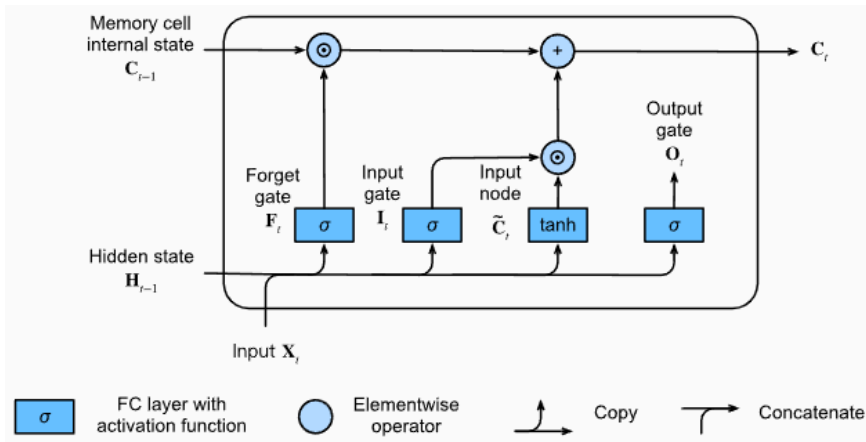 Memory cell
internal state
C_{t−1}
⊙
+
C_t
Output
gate
O_t
⊙
Forget
gate
F_t
Input
gate
I_t
Input
node
C̃_t
σ
σ
tanh
σ
Hidden state
H_{t−1}
Input X_t
σ
FC layer with
activation function
Elementwise
operator
Copy
Concatenate